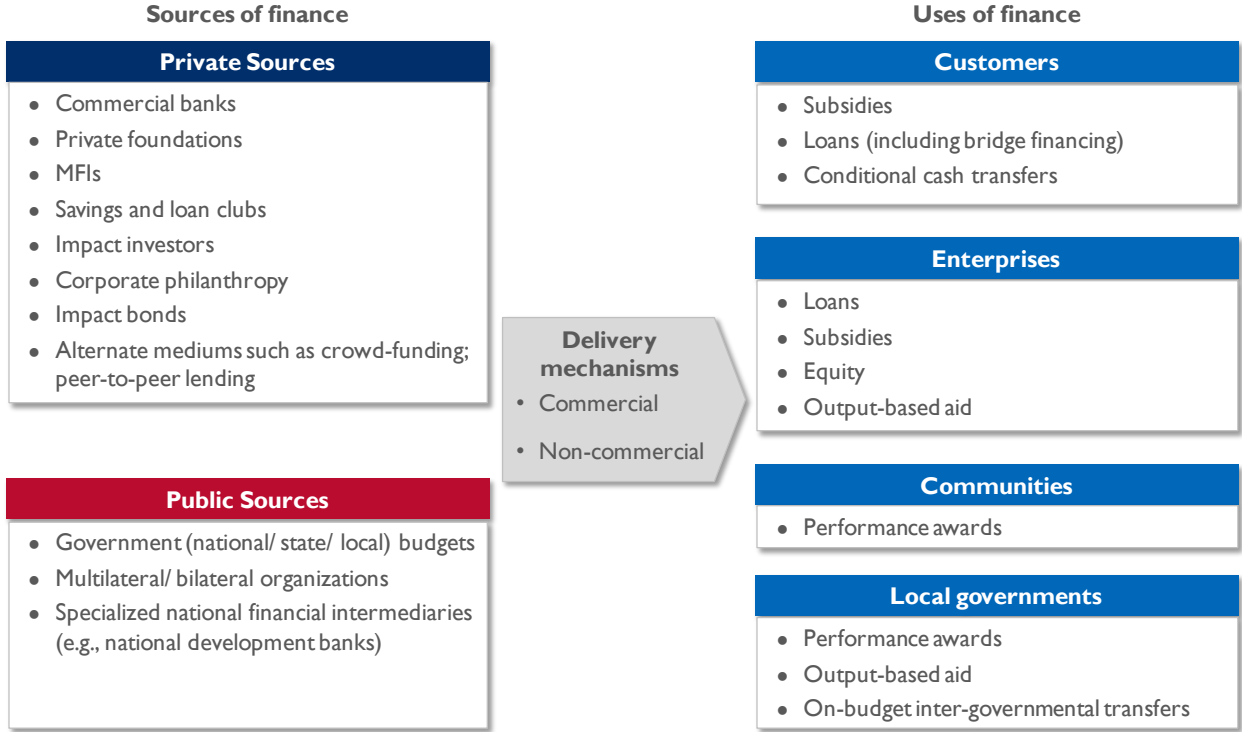 Sources of finance
Private Sources
● Commercial banks
● Private foundations
● MFIs
● Savings and loan clubs
● Impact investors
● Corporate philanthropy
● Impact bonds
● Alternate mediums such as crowd-funding;
peer-to-peer lending
Public Sources
● Government (national/ state/ local) budgets
● Multilateral/ bilateral organizations
● Specialized national financial intermediaries
(e.g., national development banks)
Delivery
mechanisms
• Commercial
• Non-commercial
Uses of finance
Customers
● Subsidies
● Loans (including bridge financing)
● Conditional cash transfers
Enterprises
● Loans
● Subsidies
● Equity
● Output-based aid
Communities
● Performance awards
Local governments
● Performance awards
● Output-based aid
● On-budget inter-governmental transfers